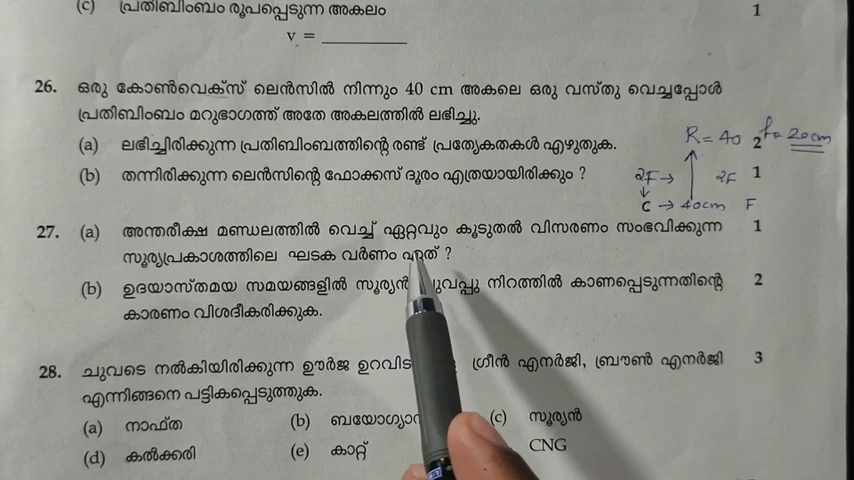 (c) പ്രതിബിംബം രൂപപ്പെടുന്ന അകലം 1
v = ________
26. ഒരു കോൺവെക്സ് ലെൻസിൽ നിന്നും 40 cm അകലെ ഒരു വസ്തു വെച്ചപ്പോൾ
പ്രതിബിംബം മറുഭാഗത്ത് അതേ അകലത്തിൽ ലഭിച്ചു.
(a) ലഭിച്ചിരിക്കുന്ന പ്രതിബിംബത്തിന്റെ രണ്ട് പ്രത്യേകതകൾ എഴുതുക. 2
R = 40 f = 20cm
(b) തന്നിരിക്കുന്ന ലെൻസിന്റെ ഫോക്കസ് ദൂരം എത്രയായിരിക്കും ? 1
2F → 2F
C → 40cm F
27. (a) അന്തരീക്ഷ മണ്ഡലത്തിൽ വെച്ച് ഏറ്റവും കൂടുതൽ വിസരണം സംഭവിക്കുന്ന 1
സൂര്യപ്രകാശത്തിലെ ഘടക വർണം ഏത് ?
(b) ഉദയാസ്തമയ സമയങ്ങളിൽ സൂര്യൻ ചുവപ്പു നിറത്തിൽ കാണപ്പെടുന്നതിന്റെ 2
കാരണം വിശദീകരിക്കുക.
28. ചുവടെ നൽകിയിരിക്കുന്ന ഊർജ ഗ്രീൻ എനർജി, ബ്രൗൺ എനർജി 3
എന്നിങ്ങനെ പട്ടികപ്പെടുത്തുക.
(a) നാഫ്ത (b) (c) സൂര്യൻ
(d) കൽക്കരി (e) കാറ്റ് CNG